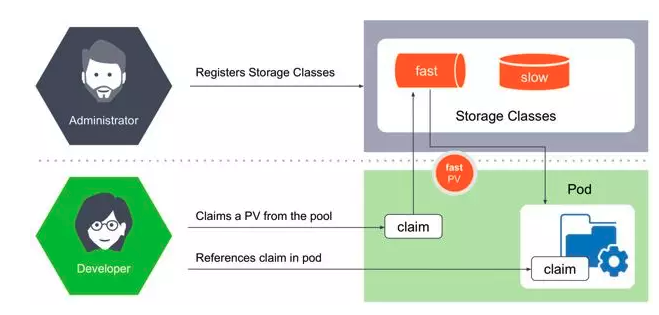 Registers Storage Classes
fast
slow
Administrator
Storage Classes
fast
PV
Pod
Claims a PV from the pool
claim
References claim in pod
claim
Developer